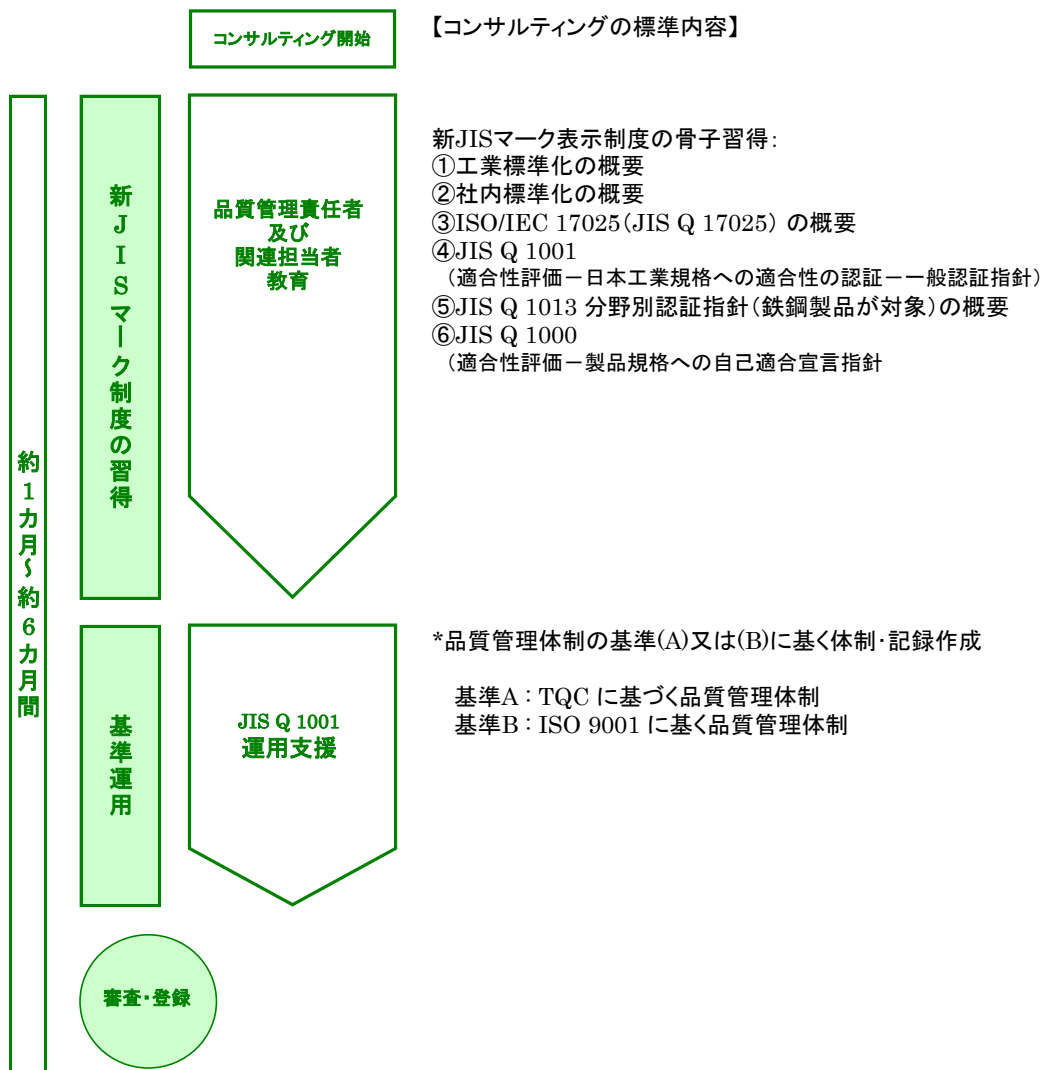 コンサルティング開始
【コンサルティングの標準内容】
約1カ月~約6カ月間
新JISマーク制度の習得
品質管理責任者
及び
関連担当者
教育
新JISマーク表示制度の骨子習得:
①工業標準化の概要
②社内標準化の概要
③ISO/IEC 17025(JIS Q 17025) の概要
④JIS Q 1001
(適合性評価-日本工業規格への適合性の認証-一般認証指針)
⑤JIS Q 1013 分野別認証指針(鉄鋼製品が対象)の概要
⑥JIS Q 1000
(適合性評価-製品規格への自己適合宣言指針
基準運用
JIS Q 1001
運用支援
*品質管理体制の基準(A)又は(B)に基く体制・記録作成
基準A:TQC に基づく品質管理体制
基準B:ISO 9001 に基く品質管理体制
審査・登録